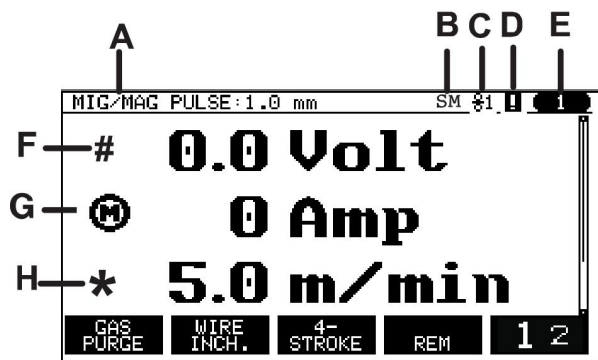 A B C D E
MIG/MAG PULSE:1.0 mm SM 1 ! 1
F # 0.0 Volt
G M 0 Amp
H * 5.0 m/min
GAS PURGE WIRE INCH. 4-STROKE REM 1 2